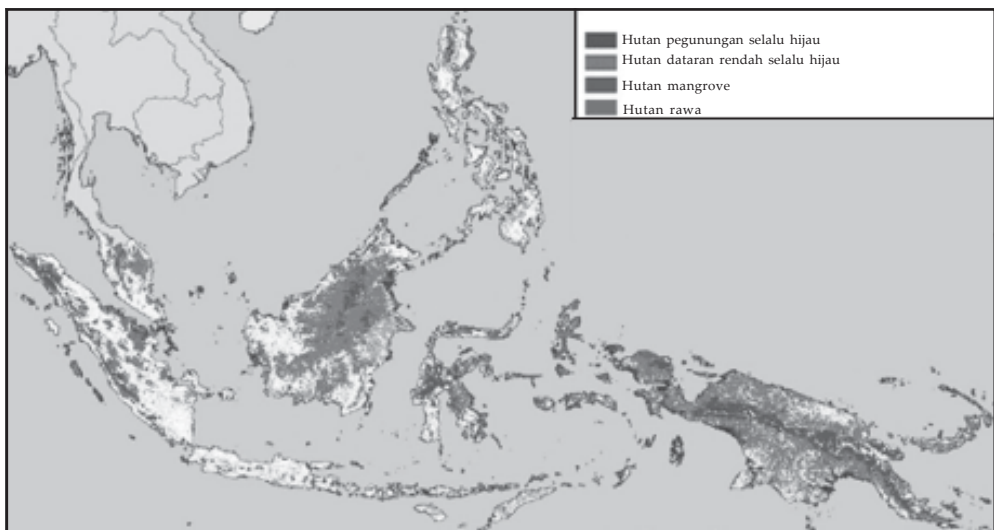 Hutan pegunungan selalu hijau
Hutan dataran rendah selalu hijau
Hutan mangrove
Hutan rawa